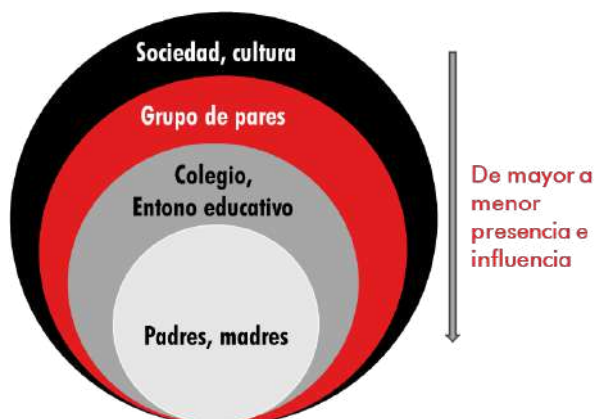 Sociedad, cultura
Grupo de pares
Colegio,
Entono educativo
Padres, madres
De mayor a
menor
presencia e
influencia